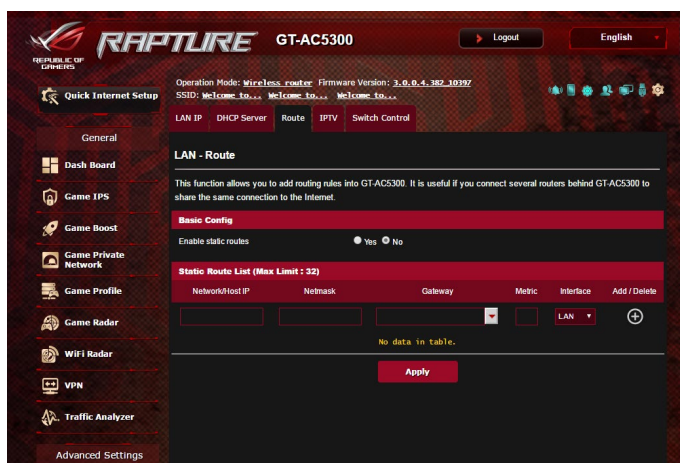 REPUBLIC OF
GAMERS
RAPTURE
GT-AC5300
Logout
English
Quick Internet Setup
Operation Mode: Wireless router Firmware Version: 3.0.0.4.382_10397
SSID: Welcome to... Welcome to... Welcome to...
LAN IP DHCP Server Route IPTV Switch Control
General
Dash Board
Game IPS
Game Boost
Game Private
Network
Game Profile
Game Radar
WiFi Radar
VPN
Traffic Analyzer
Advanced Settings
LAN - Route
This function allows you to add routing rules into GT-AC5300. It is useful if you connect several routers behind GT-AC5300 to
share the same connection to the Internet.
Basic Config
Enable static routes Yes No
Static Route List (Max Limit : 32)
Network/Host IP Netmask Gateway Metric Interface Add / Delete
LAN
No data in table.
Apply